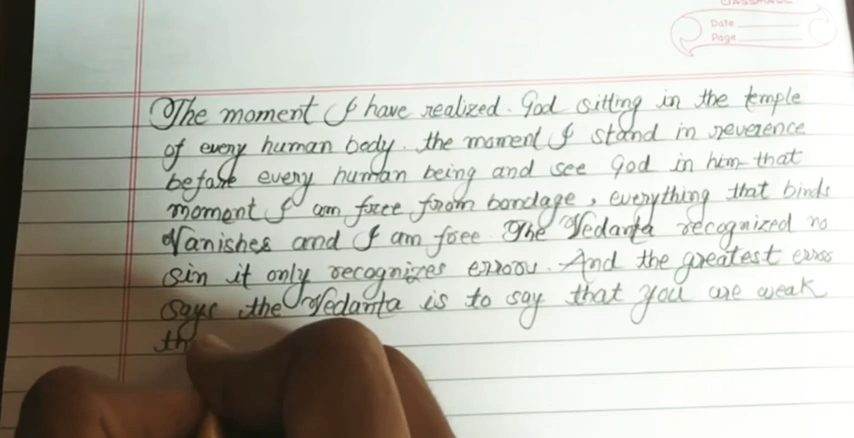 Date
Page
The moment I have realized. God sitting in the temple
of every human body. the moment I stand in reverence
before every human being and see god in him that
moment I am free from bondage, everything that binds
Vanishes and I am free. The Vedanta recognized no
sin it only recognizes error. And the greatest error
says the Vedanta is to say that you are weak
th